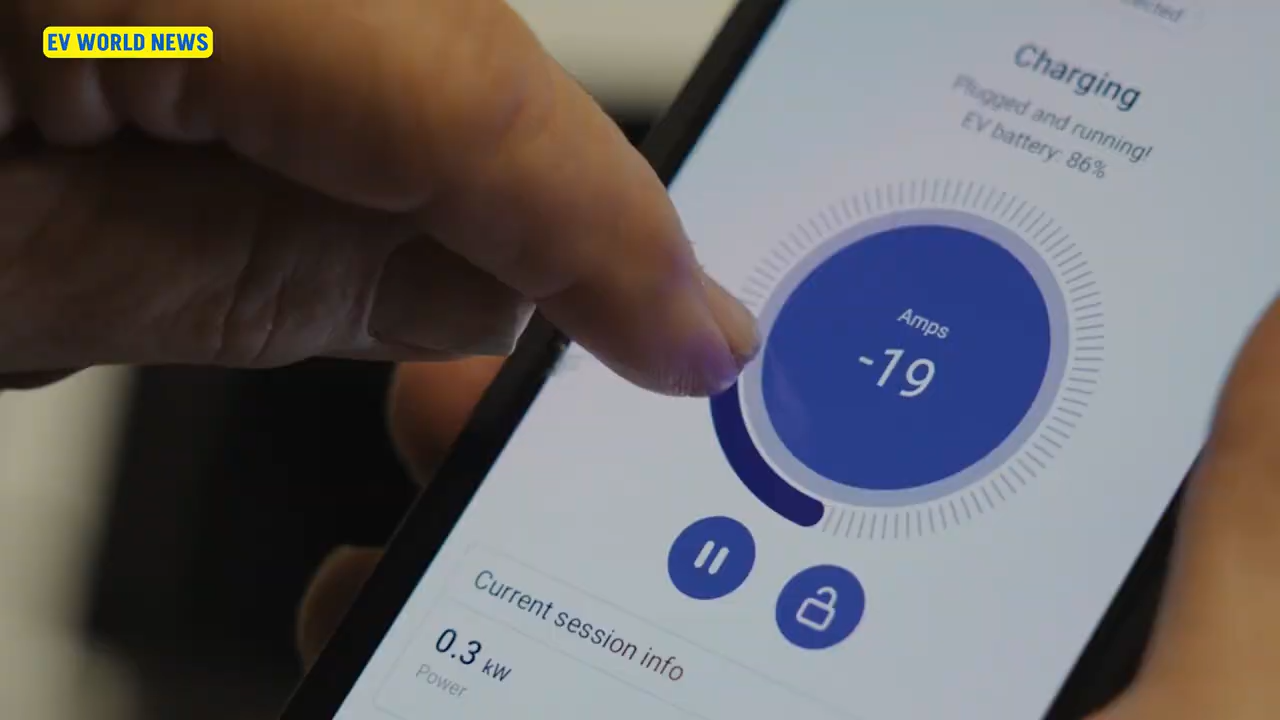 EV WORLD NEWS
Charging
Plugged and running!
EV battery: 86%
Amps
-19
Current session info
0.3 kW
Power